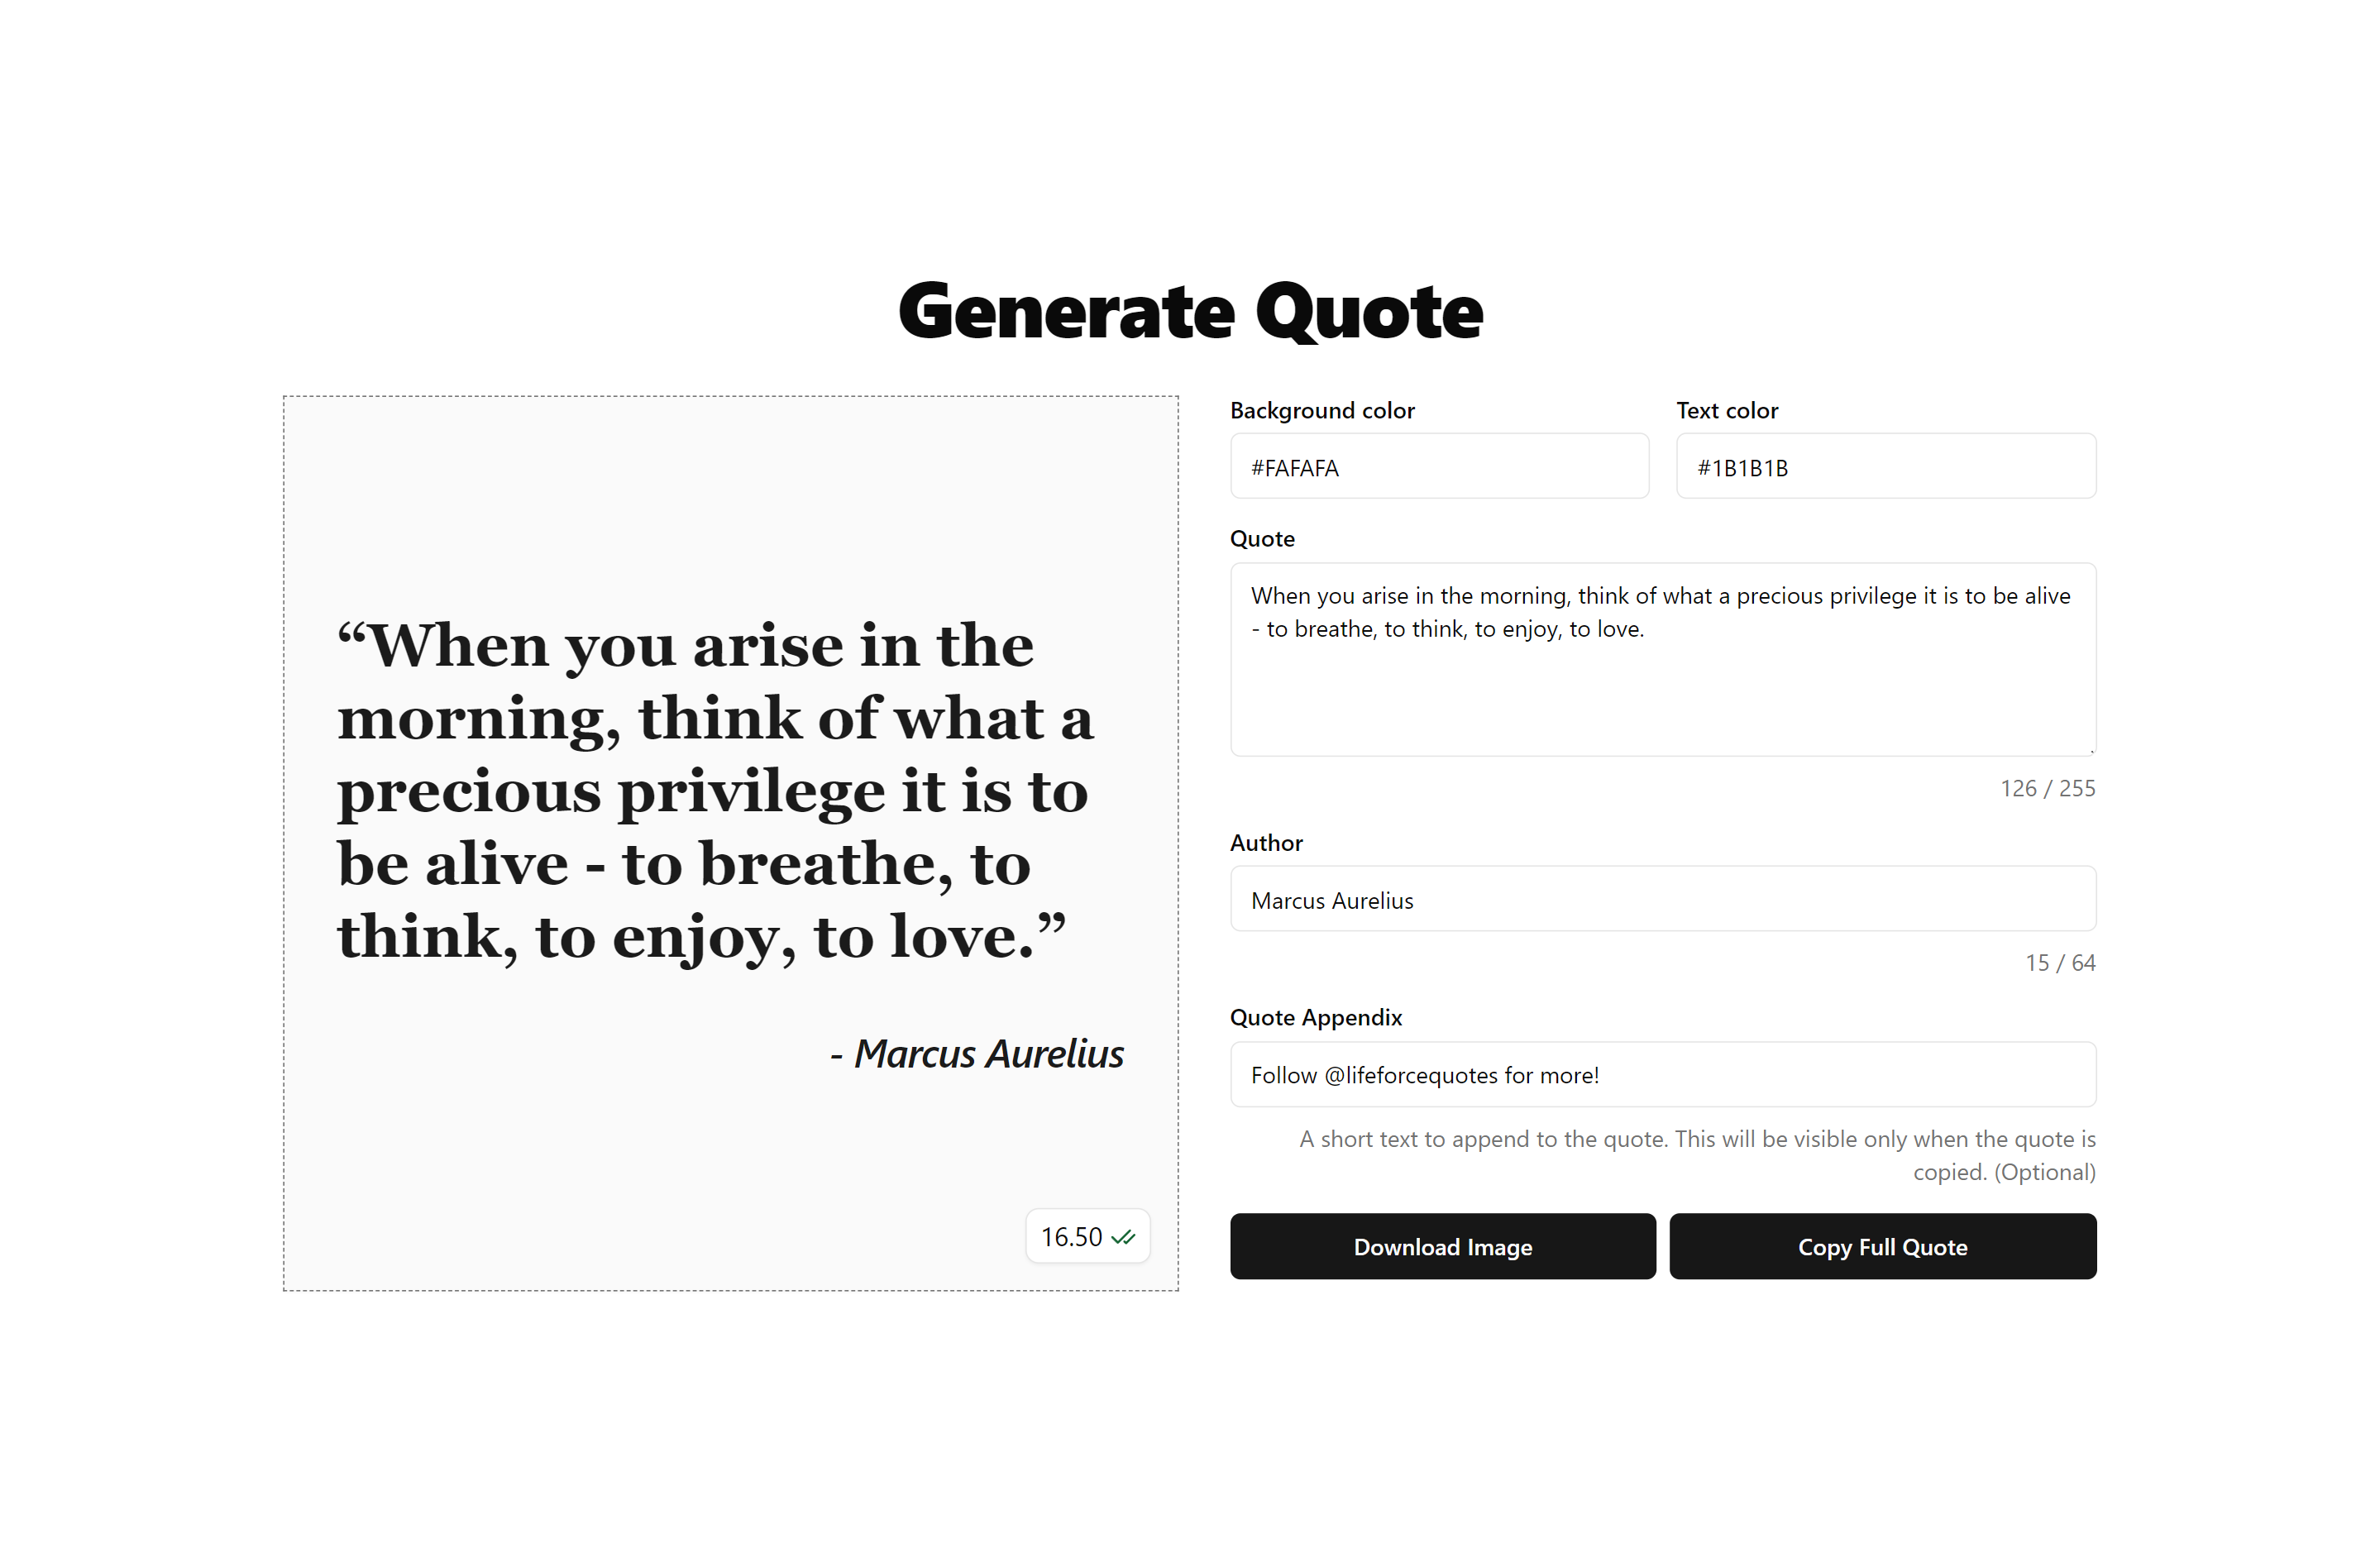 Generate Quote
“When you arise in the
morning, think of what a
precious privilege it is to
be alive - to breathe, to
think, to enjoy, to love.”
- Marcus Aurelius
16.50
Background color
Text color
#FAFAFA
#1B1B1B
Quote
When you arise in the morning, think of what a precious privilege it is to be alive
- to breathe, to think, to enjoy, to love.
126 / 255
Author
Marcus Aurelius
15 / 64
Quote Appendix
Follow @lifeforcequotes for more!
A short text to append to the quote. This will be visible only when the quote is
copied. (Optional)
Download Image
Copy Full Quote